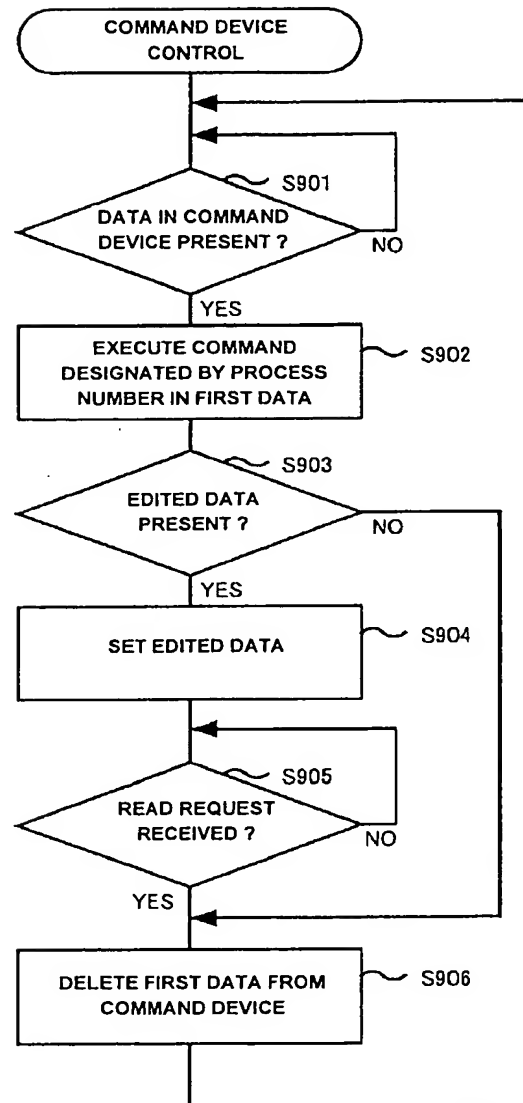 COMMAND DEVICE
CONTROL
S901
DATA IN COMMAND
DEVICE PRESENT ?
NO
YES
EXECUTE COMMAND
DESIGNATED BY PROCESS
NUMBER IN FIRST DATA
S902
S903
EDITED DATA
PRESENT ?
NO
YES
SET EDITED DATA
S904
S905
READ REQUEST
RECEIVED ?
NO
YES
DELETE FIRST DATA FROM
COMMAND DEVICE
S906